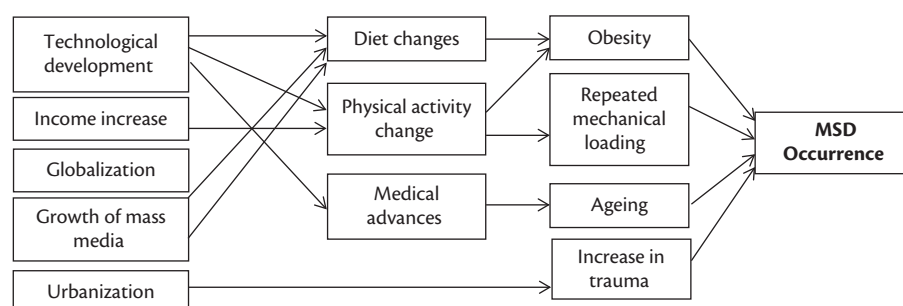 Technological
development
Income increase
Globalization
Growth of mass
media
Urbanization
Diet changes
Physical activity
change
Medical
advances
Obesity
Repeated
mechanical
loading
Ageing
Increase in
trauma
MSD
Occurrence